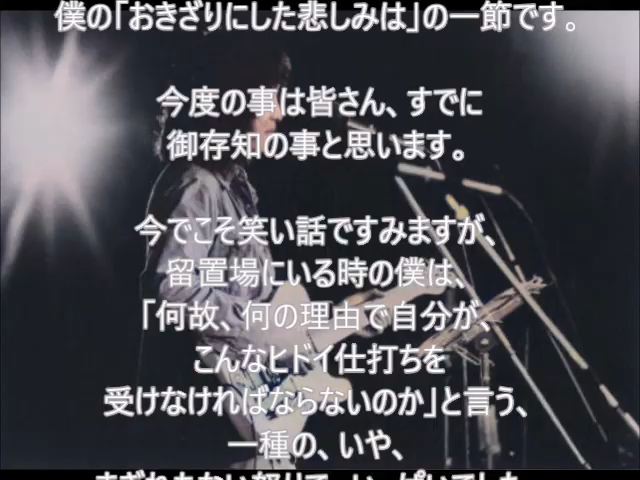 僕の「おきざりにした悲しみは」の一節です。
今度の事は皆さん、すでに
御存知の事と思います。
今でこそ笑い話ですみますが、
留置場にいる時の僕は、
「何故、何の理由で自分が、
こんなヒドイ仕打ちを
受けなければならないのか」と言う、
一種の、いや、